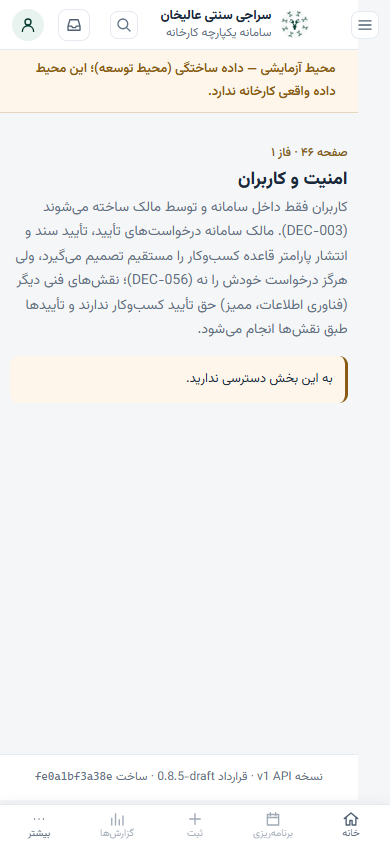 سراجی سنتی عالیخان
سامانه یکپارچه کارخانه
محیط آزمایشی — داده ساختگی (محیط توسعه)؛ این محیط
داده واقعی کارخانه ندارد.
صفحه ۴۶ · فاز ۱
امنیت و کاربران
کاربران فقط داخل سامانه و توسط مالک ساخته می‌شوند
(DEC-003). مالک سامانه درخواست‌های تأیید، تأیید سند و
انتشار پارامتر قاعده کسب‌وکار را مستقیم تصمیم می‌گیرد، ولی
هرگز درخواست خودش را نه (DEC-056)؛ نقش‌های فنی دیگر
(فناوری اطلاعات، ممیز) حق تأیید کسب‌وکار ندارند و تأییدها
طبق نقش‌ها انجام می‌شود.
به این بخش دسترسی ندارید.
نسخه v1 API · قرارداد 0.8.5-draft · ساخت fe0a1bf3a38e
خانه
برنامه‌ریزی
ثبت
گزارش‌ها
بیشتر